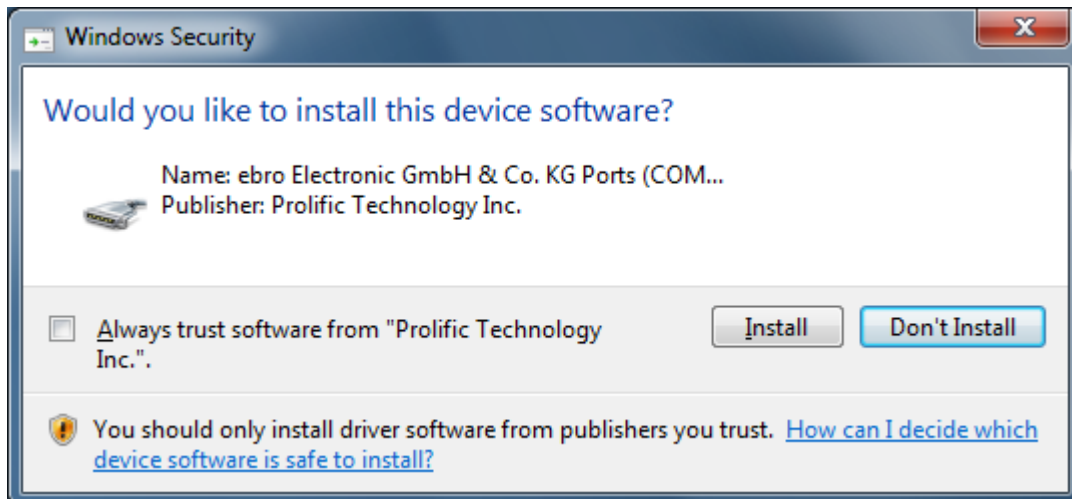 Windows Security
Would you like to install this device software?
Name: ebro Electronic GmbH & Co. KG Ports (COM...
Publisher: Prolific Technology Inc.
Always trust software from "Prolific Technology
Inc.".
Install
Don't Install
You should only install driver software from publishers you trust. How can I decide which
device software is safe to install?